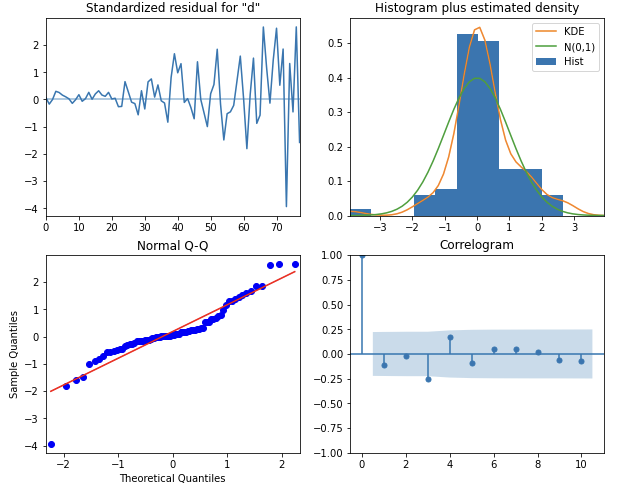 Standardized residual for "d"
2
1
0
−1
−2
−3
−4
0 10 20 30 40 50 60 70
Histogram plus estimated density
KDE
N(0,1)
Hist
0.5
0.4
0.3
0.2
0.1
0.0
−3 −2 −1 0 1 2 3
Normal Q-Q
Sample Quantiles
3
2
1
0
−1
−2
−3
−4
−2 −1 0 1 2
Theoretical Quantiles
Correlogram
1.00
0.75
0.50
0.25
0.00
−0.25
−0.50
−0.75
−1.00
0 2 4 6 8 10